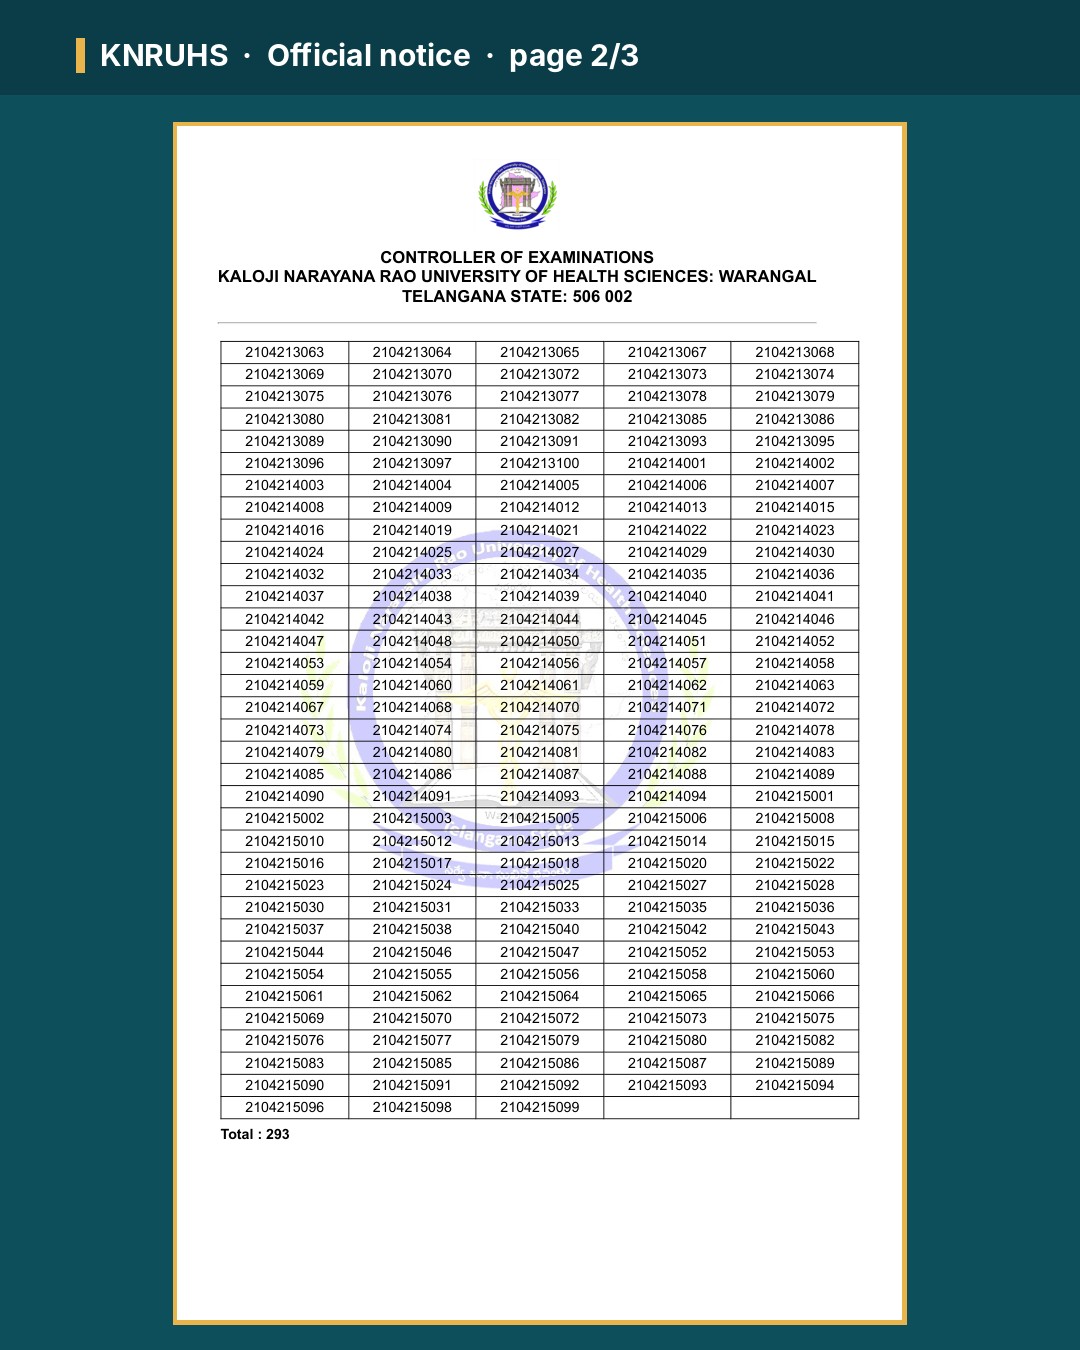 KNRUHS · Official notice · page 2/3
CONTROLLER OF EXAMINATIONS
KALOJI NARAYANA RAO UNIVERSITY OF HEALTH SCIENCES: WARANGAL
TELANGANA STATE: 506 002
2104213063 2104213064 2104213065 2104213067 2104213068
2104213069 2104213070 2104213072 2104213073 2104213074
2104213075 2104213076 2104213077 2104213078 2104213079
2104213080 2104213081 2104213082 2104213085 2104213086
2104213089 2104213090 2104213091 2104213093 2104213095
2104213096 2104213097 2104213100 2104214001 2104214002
2104214003 2104214004 2104214005 2104214006 2104214007
2104214008 2104214009 2104214012 2104214013 2104214015
2104214016 2104214019 2104214021 2104214022 2104214023
2104214024 2104214025 2104214027 2104214029 2104214030
2104214032 2104214033 2104214034 2104214035 2104214036
2104214037 2104214038 2104214039 2104214040 2104214041
2104214042 2104214043 2104214044 2104214045 2104214046
2104214047 2104214048 2104214050 2104214051 2104214052
2104214053 2104214054 2104214056 2104214057 2104214058
2104214059 2104214060 2104214061 2104214062 2104214063
2104214067 2104214068 2104214070 2104214071 2104214072
2104214073 2104214074 2104214075 2104214076 2104214078
2104214079 2104214080 2104214081 2104214082 2104214083
2104214085 2104214086 2104214087 2104214088 2104214089
2104214090 2104214091 2104214093 2104214094 2104215001
2104215002 2104215003 2104215005 2104215006 2104215008
2104215010 2104215012 2104215013 2104215014 2104215015
2104215016 2104215017 2104215018 2104215020 2104215022
2104215023 2104215024 2104215025 2104215027 2104215028
2104215030 2104215031 2104215033 2104215035 2104215036
2104215037 2104215038 2104215040 2104215042 2104215043
2104215044 2104215046 2104215047 2104215052 2104215053
2104215054 2104215055 2104215056 2104215058 2104215060
2104215061 2104215062 2104215064 2104215065 2104215066
2104215069 2104215070 2104215072 2104215073 2104215075
2104215076 2104215077 2104215079 2104215080 2104215082
2104215083 2104215085 2104215086 2104215087 2104215089
2104215090 2104215091 2104215092 2104215093 2104215094
2104215096 2104215098 2104215099
Total : 293